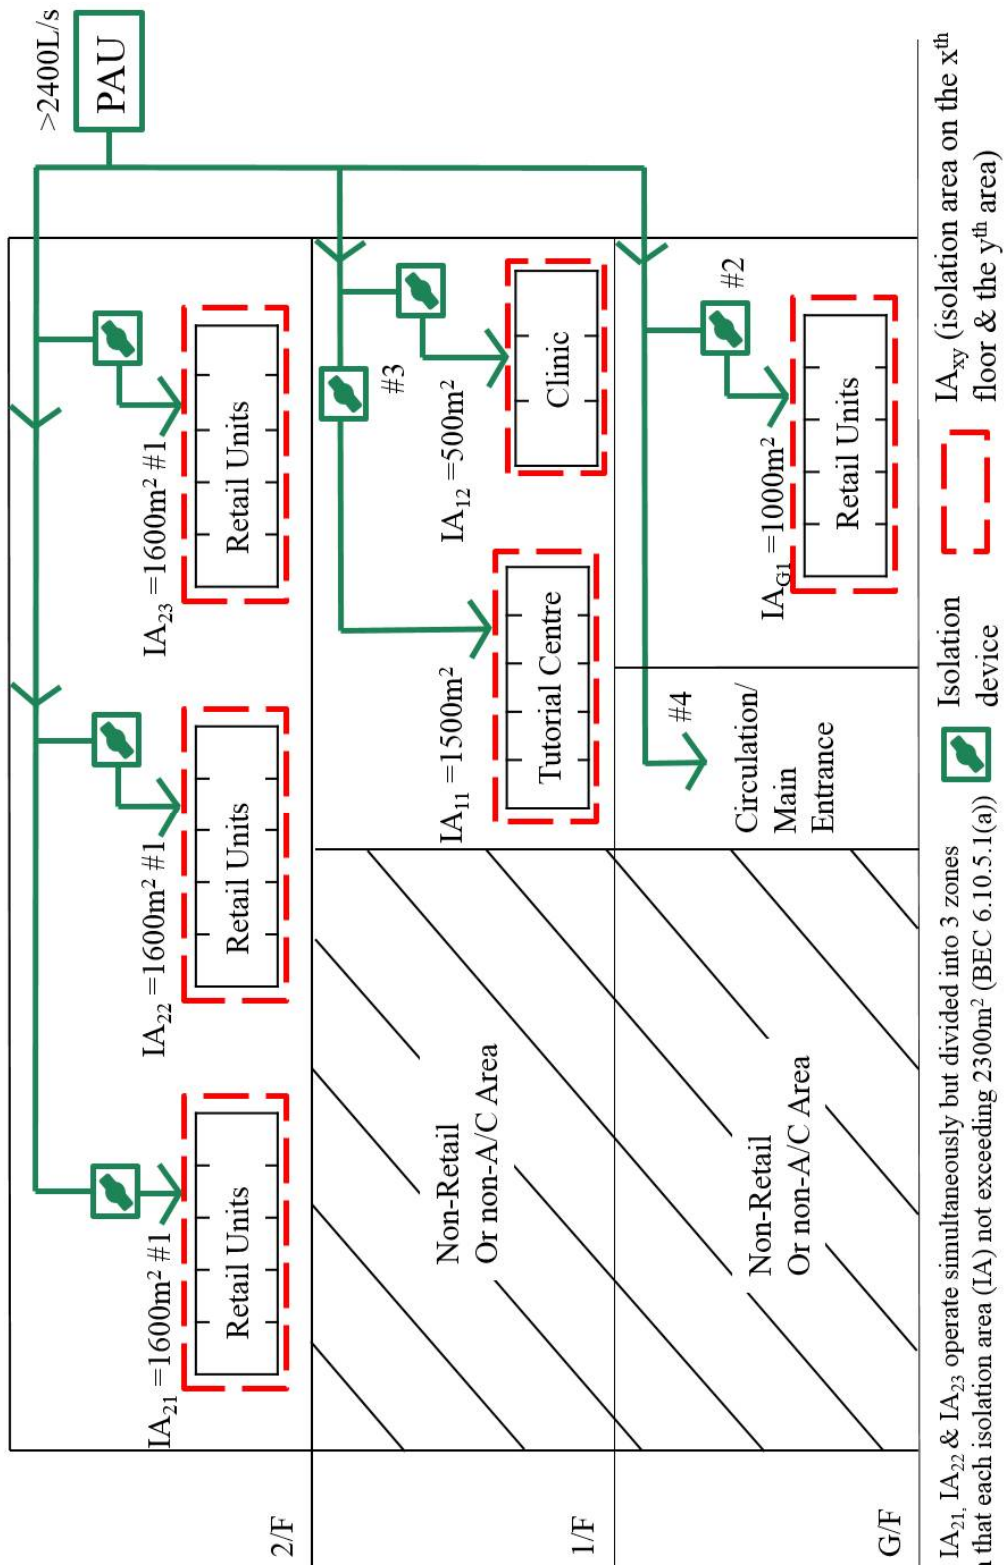 >2400L/s
PAU
2/F
IA21 =1600m² #1
Retail Units
IA22 =1600m² #1
Retail Units
IA23 =1600m² #1
Retail Units
1/F
Non-Retail
Or non-A/C Area
IA11 =1500m²
Tutorial Centre
#3
IA12 =500m²
Clinic
G/F
Non-Retail
Or non-A/C Area
Circulation/
Main
Entrance
#4
IAG1 =1000m²
Retail Units
#2
IA21, IA22 & IA23 operate simultaneously but divided into 3 zones
that each isolation area (IA) not exceeding 2300m² (BEC 6.10.5.1(a))
Isolation
device
IAxy (isolation area on the xth
floor & the yth area)